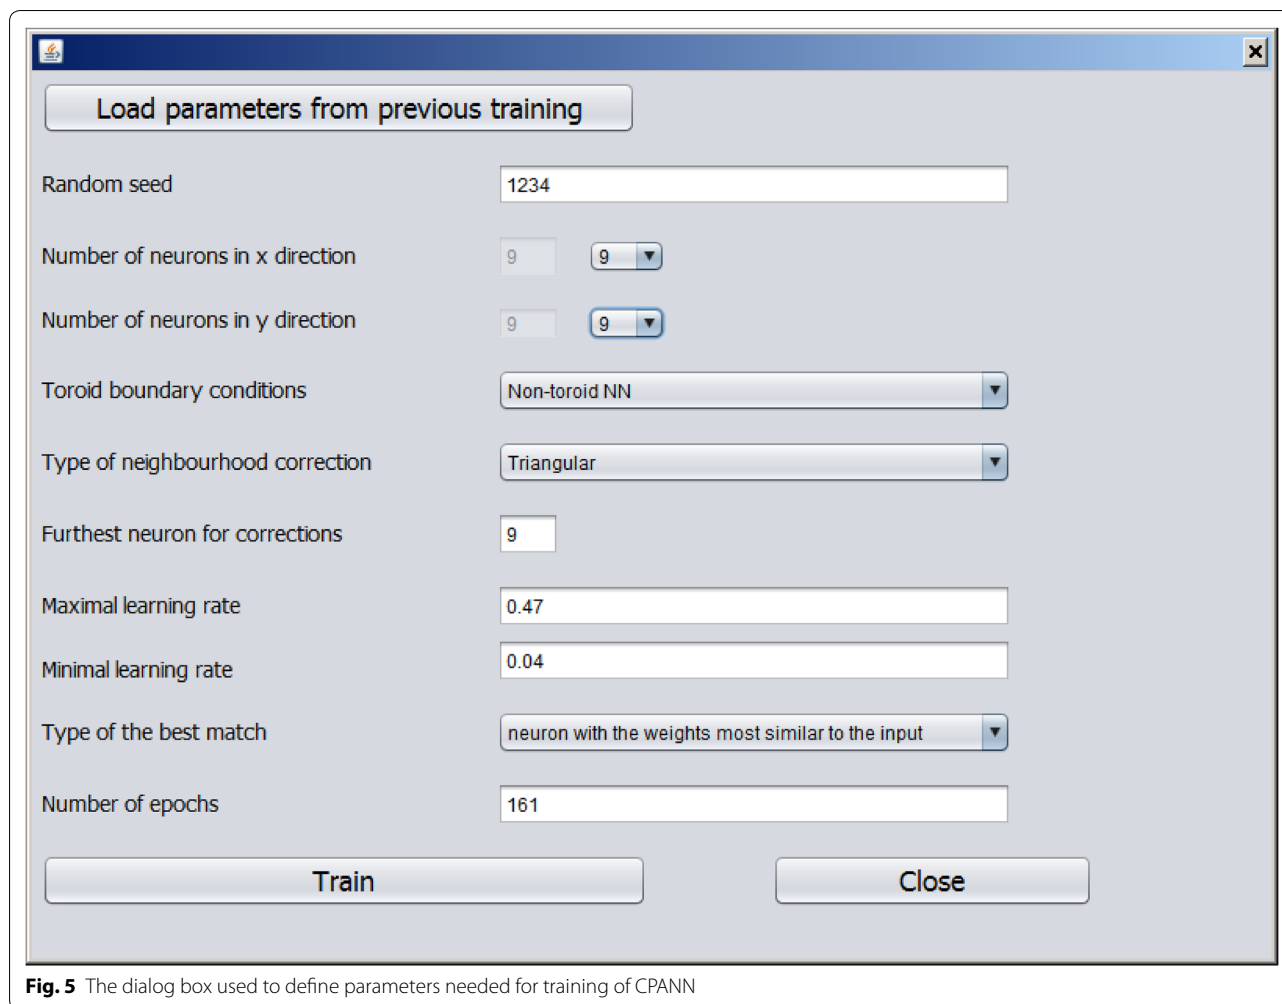 Load parameters from previous training
Random seed 1234
Number of neurons in x direction 9 9
Number of neurons in y direction 9 9
Toroid boundary conditions Non-toroid NN
Type of neighbourhood correction Triangular
Furthest neuron for corrections 9
Maximal learning rate 0.47
Minimal learning rate 0.04
Type of the best match neuron with the weights most similar to the input
Number of epochs 161
Train Close
Fig. 5 The dialog box used to define parameters needed for training of CPANN